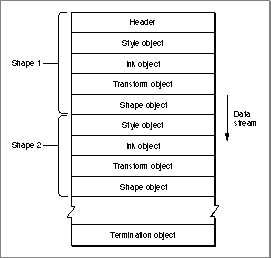 Header
Style object
Ink object
Shape 1
Transform object
Shape object
Data
stream
Style object
Shape 2
Ink object
Transform object
Shape object
Termination object